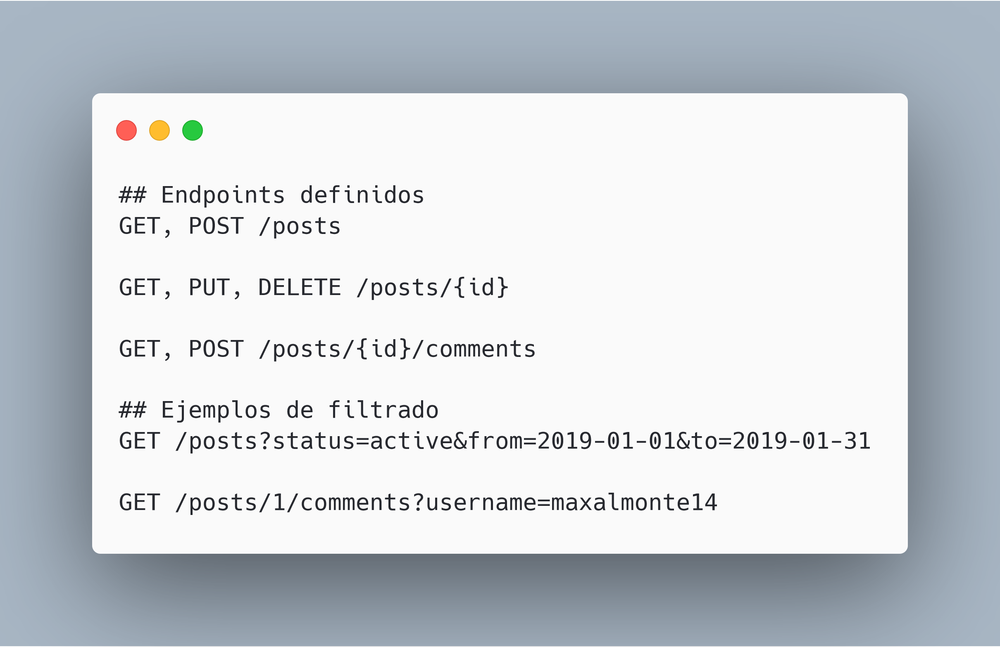 ## Endpoints definidos
GET, POST /posts
GET, PUT, DELETE /posts/{id}
GET, POST /posts/{id}/comments
## Ejemplos de filtrado
GET /posts?status=active&from=2019-01-01&to=2019-01-31
GET /posts/1/comments?username=maxalmonte14